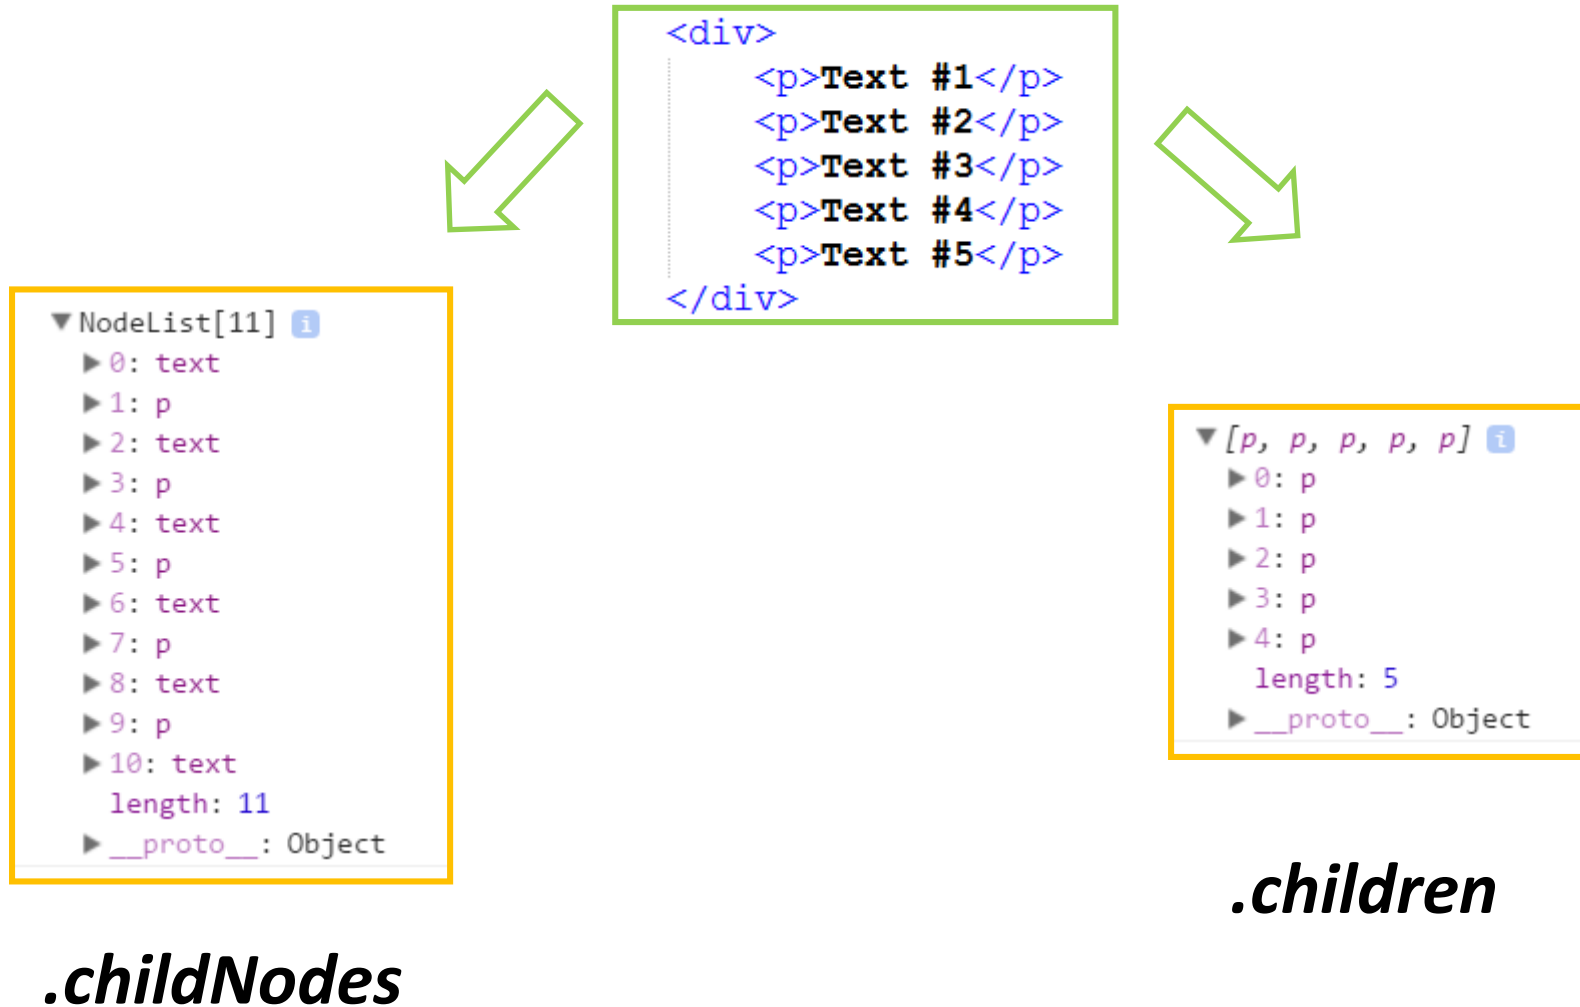 <div>
<p>Text #1</p>
<p>Text #2</p>
<p>Text #3</p>
<p>Text #4</p>
<p>Text #5</p>
</div>
NodeList[11] i
0: text
1: p
2: text
3: p
4: text
5: p
6: text
7: p
8: text
9: p
10: text
length: 11
__proto__: Object
.childNodes
[p, p, p, p, p] i
0: p
1: p
2: p
3: p
4: p
length: 5
__proto__: Object
.children